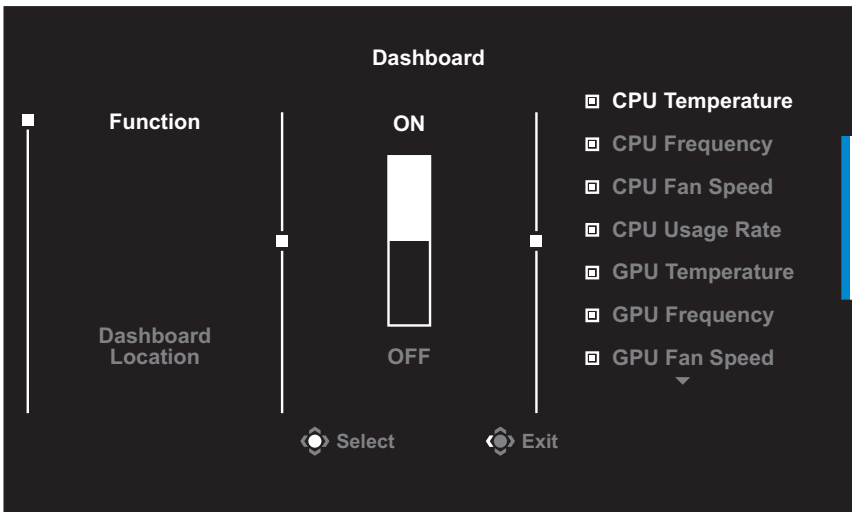 Dashboard
Function
Dashboard
Location
ON
OFF
CPU Temperature
CPU Frequency
CPU Fan Speed
CPU Usage Rate
GPU Temperature
GPU Frequency
GPU Fan Speed
Select
Exit